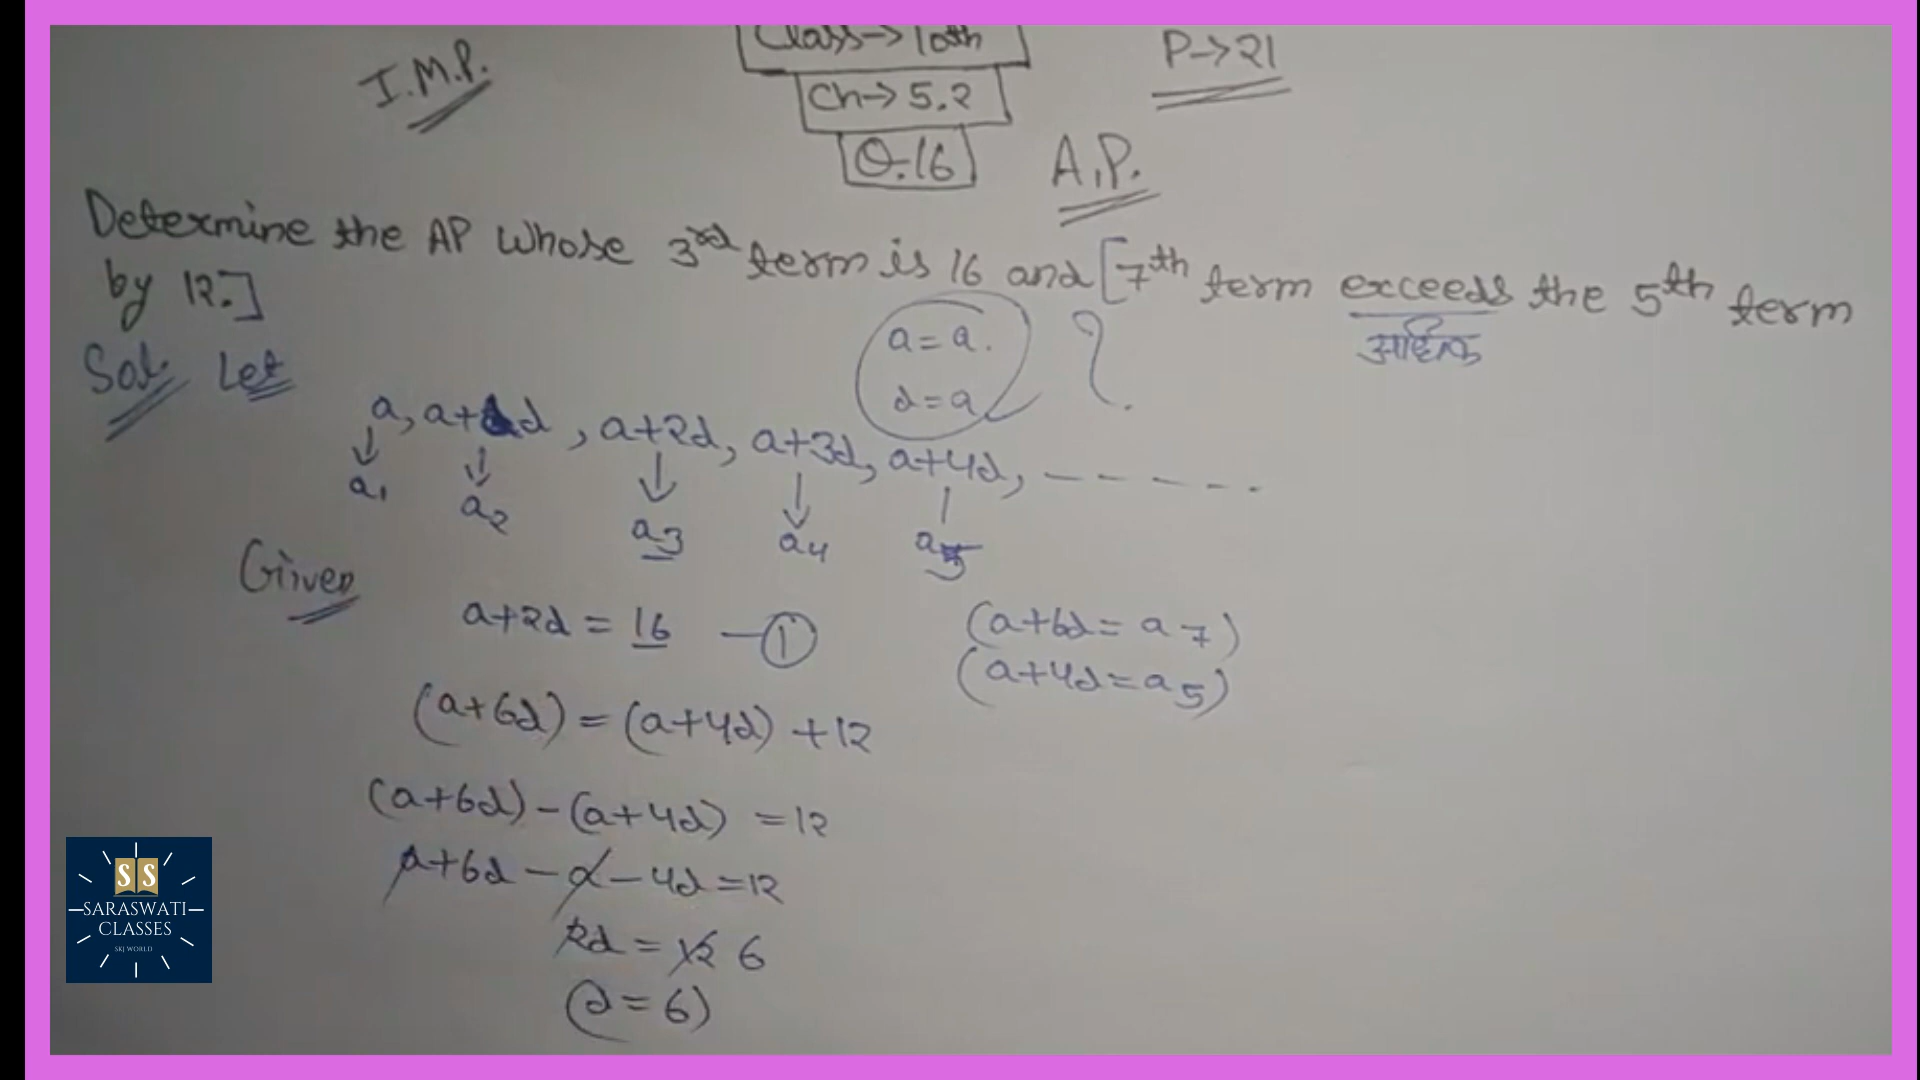 I.M.P.
Class→10th
P→21
Ch→5.2
Q.16
A.P.
Determine the AP whose 3rd term is 16 and [7th term exceeds the 5th term
by 12.]
अधिक
Sol. Let
a = a.
d = a
?
a, a+d, a+2d, a+3d, a+4d, -----
a1 a2 a3 a4 a5
Given
a+2d = 16 —①
(a+6d = a7)
(a+4d = a5)
(a+6d) = (a+4d) +12
(a+6d) - (a+4d) = 12
a+6d - a - 4d = 12
2d = 12 6
(d = 6)
SS
SARASWATI
CLASSES
SKJ WORLD